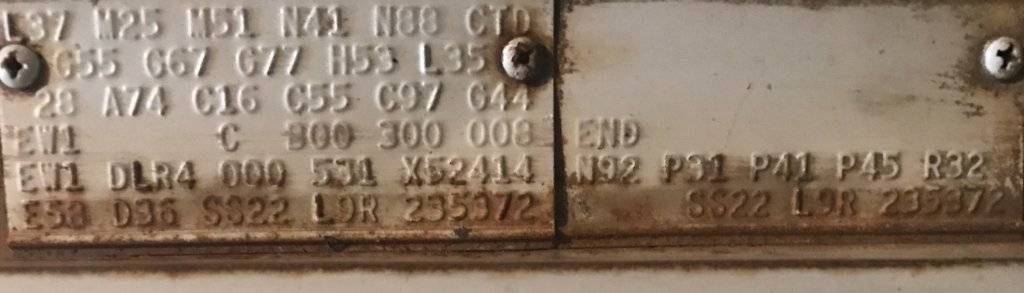 L37 M25 M51 N41 N88 CTD
G55 G67 G77 H53 L35
28 A74 C16 C55 C97 G44
EW1 C B00 300 008
EW1 DLR4 000 531 X52414
E58 D36 SS22 L9R 235372
END
N92 P31 P41 P45 R32
SS22 L9R 235372